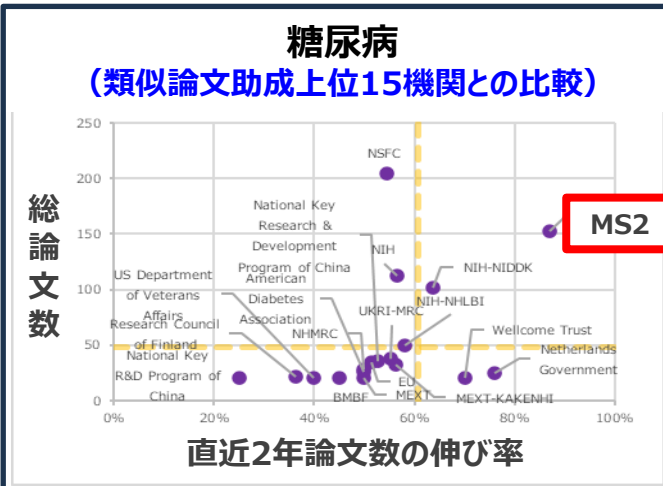 糖尿病
（類似論文助成上位15機関との比較）
250
200
150
100
50
0
総論文数
NSFC
National Key
Research &
Development
Program of China
NIH
MS2
US Department
of Veterans
Affairs
American
Diabetes
Association
NIH-NIDDK
UKRI-MRC
NIH-NHLBI
Research Council
of Finland
NHMRC
Wellcome Trust
National Key
R&D Program of
China
Netherlands
Government
EU
BMBF
MEXT
MEXT-KAKENHI
0%
20%
40%
60%
80%
100%
直近2年論文数の伸び率